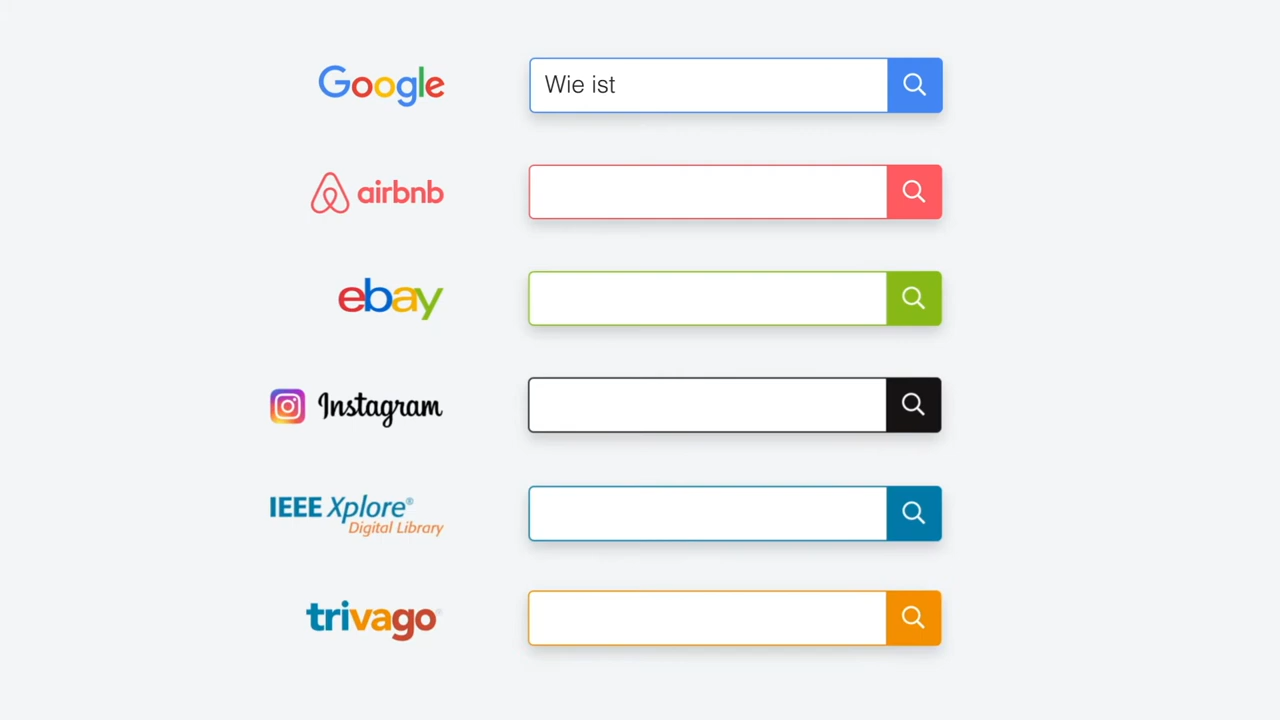 Google
Wie ist
airbnb
ebay
Instagram
IEEE Xplore®
Digital Library
trivago